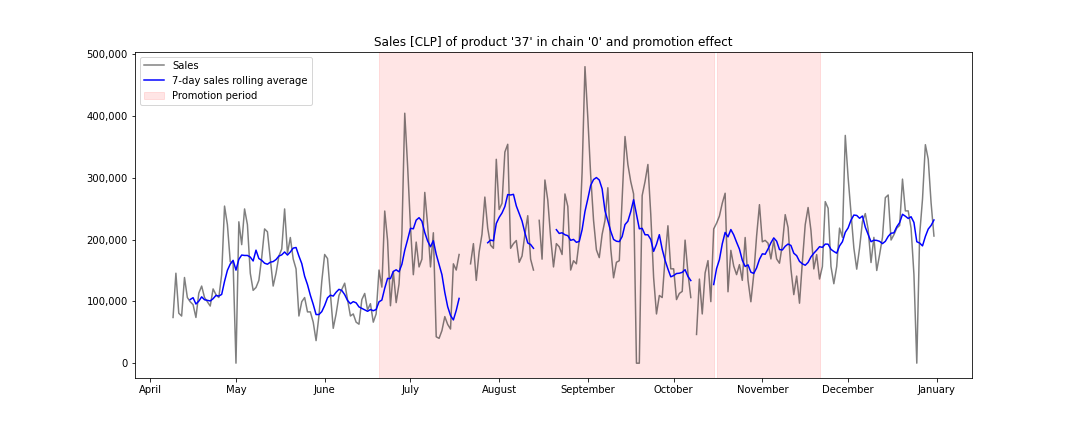 Sales [CLP] of product '37' in chain '0' and promotion effect
500,000
400,000
300,000
200,000
100,000
0
Sales
7-day sales rolling average
Promotion period
April May June July August September October November December January